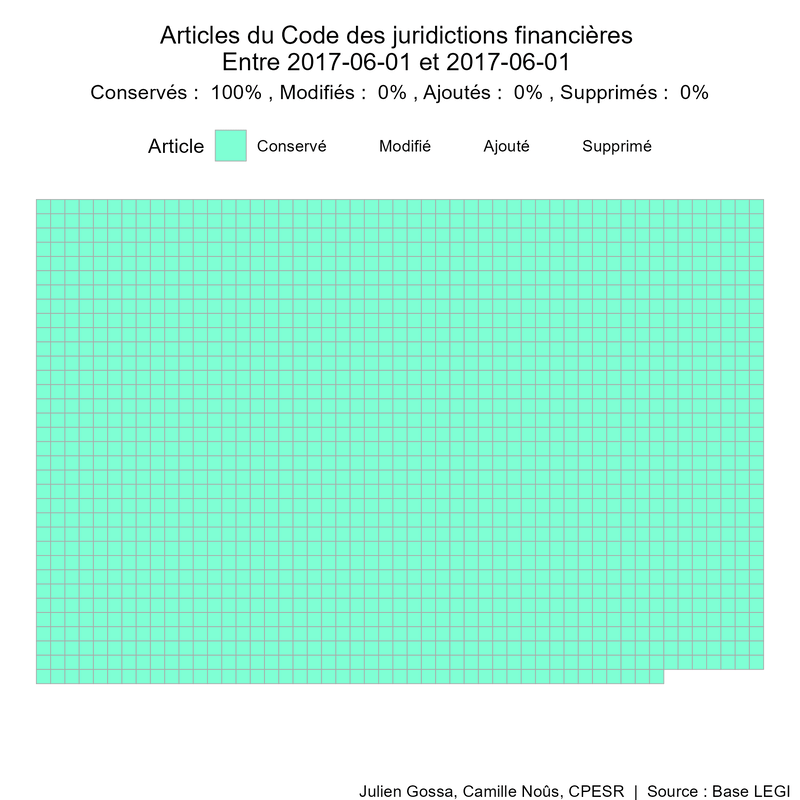 Articles du Code des juridictions financières
Entre 2017-06-01 et 2017-06-01
Conservés :  100% , Modifiés :  0% , Ajoutés :  0% , Supprimés :  0%
Article Conservé Modifié Ajouté Supprimé
Julien Gossa, Camille Noûs, CPESR  |  Source : Base LEGI